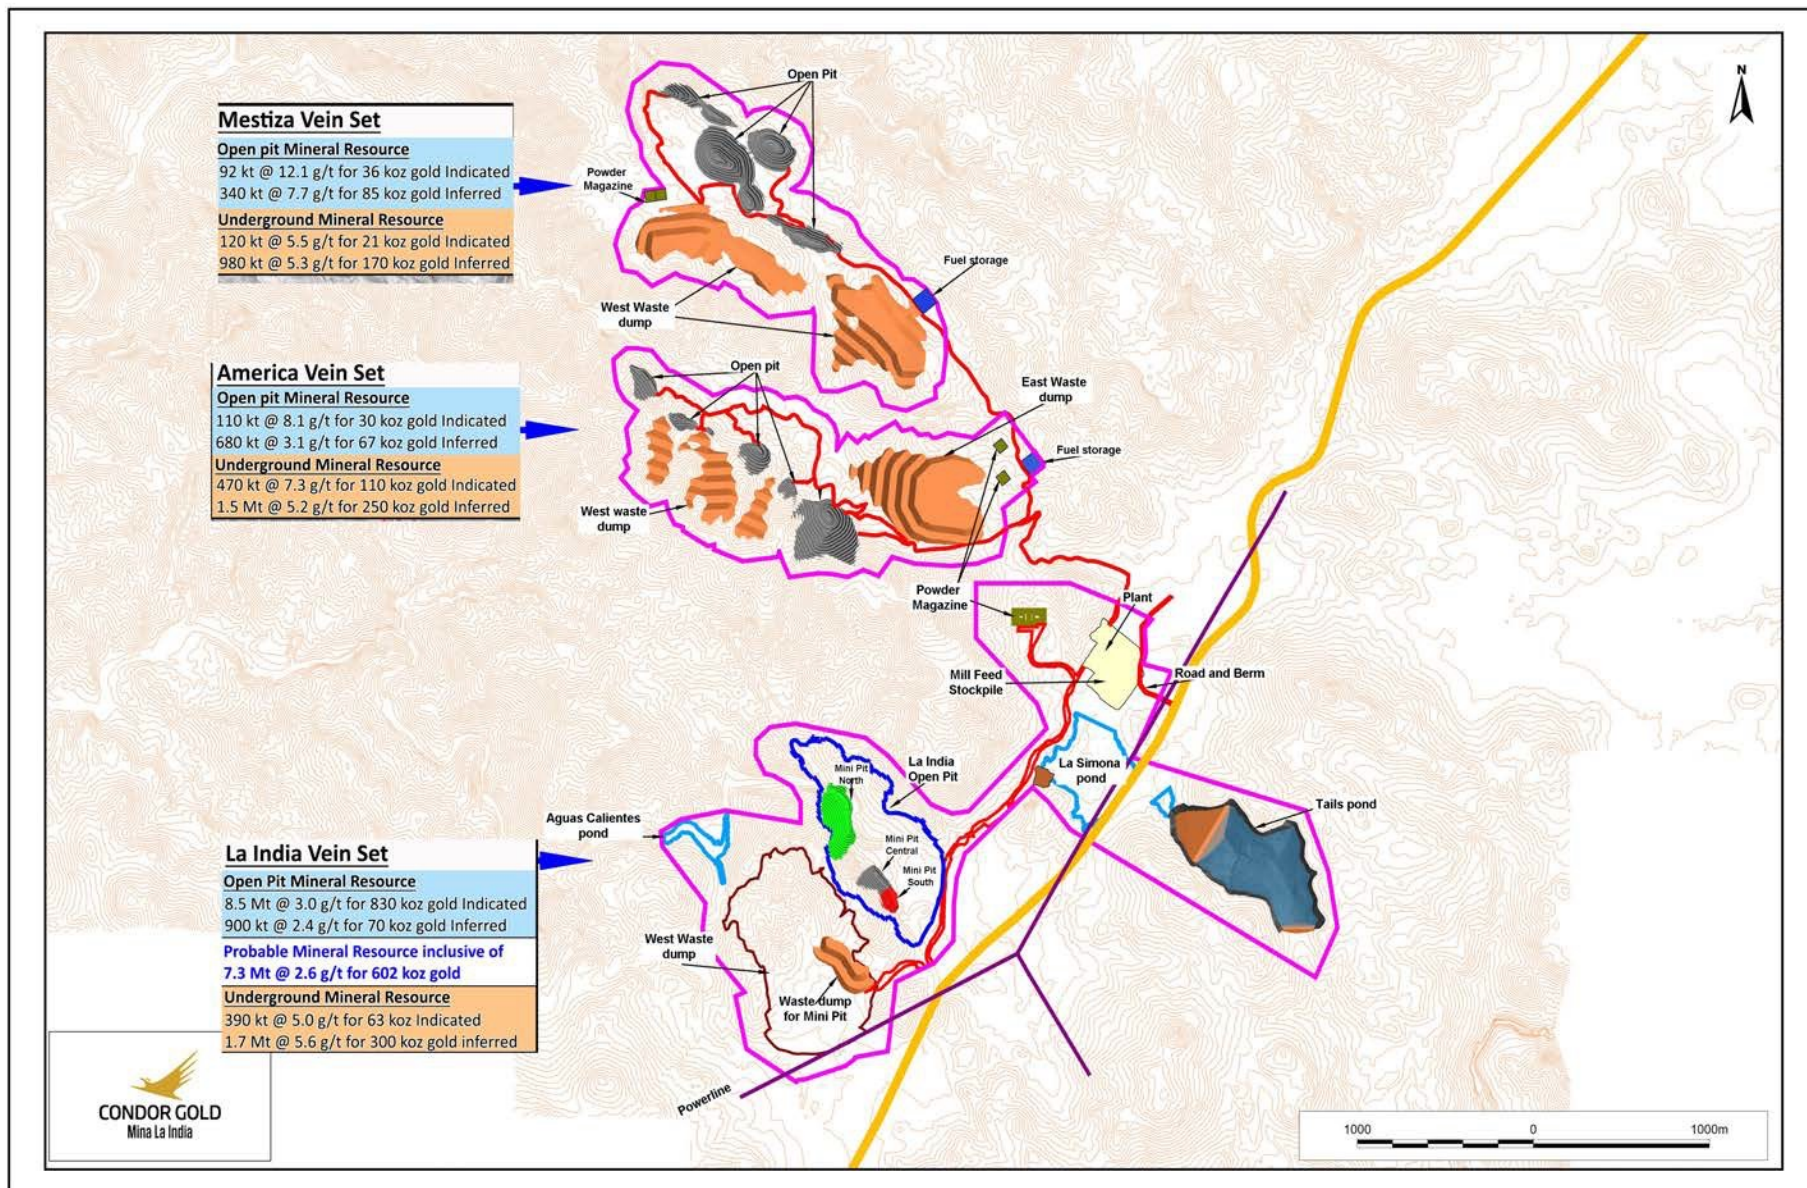 N
Open Pit
Mestiza Vein Set
Open pit Mineral Resource
92 kt @ 12.1 g/t for 36 koz gold Indicated
340 kt @ 7.7 g/t for 85 koz gold Inferred
Underground Mineral Resource
120 kt @ 5.5 g/t for 21 koz gold Indicated
980 kt @ 5.3 g/t for 170 koz gold Inferred
Powder
Magazine
Fuel storage
West Waste
dump
America Vein Set
Open pit Mineral Resource
110 kt @ 8.1 g/t for 30 koz gold Indicated
680 kt @ 3.1 g/t for 67 koz gold Inferred
Underground Mineral Resource
470 kt @ 7.3 g/t for 110 koz gold Indicated
1.5 Mt @ 5.2 g/t for 250 koz gold Inferred
Open pit
East Waste
dump
Fuel storage
West waste
dump
Powder
Magazine
Plant
Mill Feed
Stockpile
Road and Berm
La India
Open Pit
Mini Pit
North
La Simona
pond
Tails pond
Aguas Calientes
pond
Mini Pit
Central
Mini Pit
South
La India Vein Set
Open Pit Mineral Resource
8.5 Mt @ 3.0 g/t for 830 koz gold Indicated
900 kt @ 2.4 g/t for 70 koz gold Inferred
Probable Mineral Resource inclusive of
7.3 Mt @ 2.6 g/t for 602 koz gold
Underground Mineral Resource
390 kt @ 5.0 g/t for 63 koz Indicated
1.7 Mt @ 5.6 g/t for 300 koz gold inferred
West Waste
dump
Waste dump
for Mini Pit
Powerline
CONDOR GOLD
Mina La India
1000 0 1000m